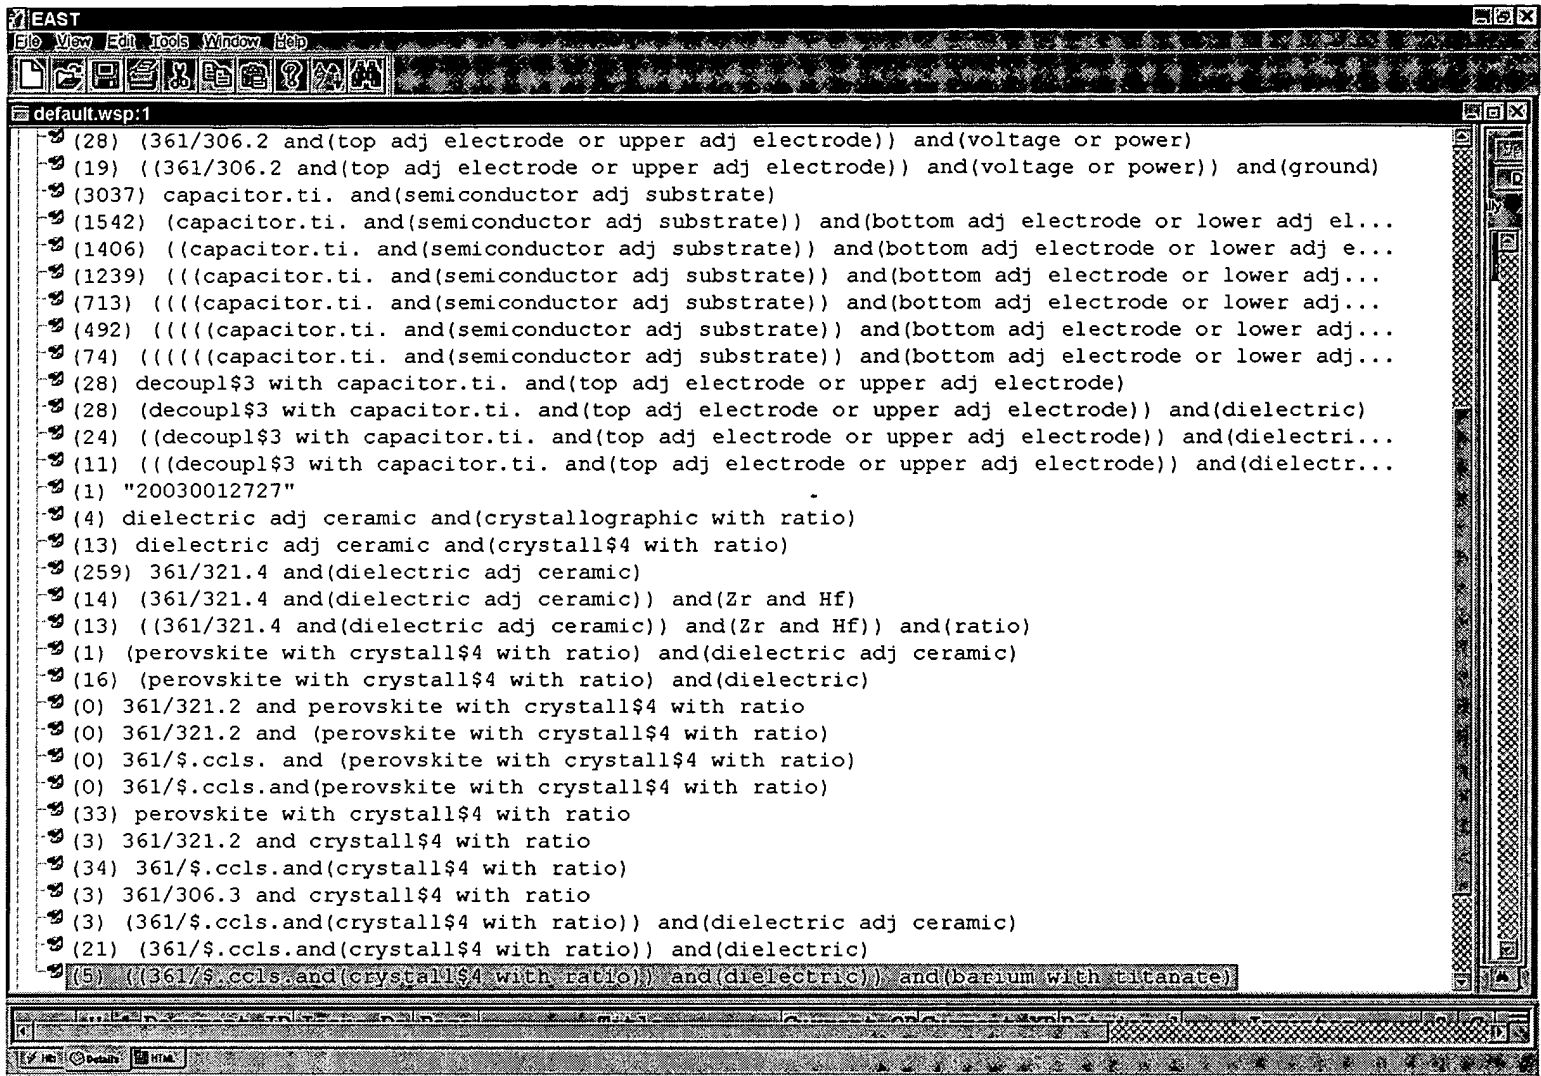 EAST
File View Edit Tools Window Help
default.wsp:1
(28) (361/306.2 and(top adj electrode or upper adj electrode)) and(voltage or power)
(19) ((361/306.2 and(top adj electrode or upper adj electrode)) and(voltage or power)) and(ground)
(3037) capacitor.ti. and(semiconductor adj substrate)
(1542) (capacitor.ti. and(semiconductor adj substrate)) and(bottom adj electrode or lower adj el...
(1406) ((capacitor.ti. and(semiconductor adj substrate)) and(bottom adj electrode or lower adj e...
(1239) (((capacitor.ti. and(semiconductor adj substrate)) and(bottom adj electrode or lower adj...
(713) ((((capacitor.ti. and(semiconductor adj substrate)) and(bottom adj electrode or lower adj...
(492) (((((capacitor.ti. and(semiconductor adj substrate)) and(bottom adj electrode or lower adj...
(74) ((((((capacitor.ti. and(semiconductor adj substrate)) and(bottom adj electrode or lower adj...
(28) decoupl$3 with capacitor.ti. and(top adj electrode or upper adj electrode)
(28) (decoupl$3 with capacitor.ti. and(top adj electrode or upper adj electrode)) and(dielectric)
(24) ((decoupl$3 with capacitor.ti. and(top adj electrode or upper adj electrode)) and(dielectri...
(11) (((decoupl$3 with capacitor.ti. and(top adj electrode or upper adj electrode)) and(dielectr...
(1) "20030012727"
(4) dielectric adj ceramic and(crystallographic with ratio)
(13) dielectric adj ceramic and(crystall$4 with ratio)
(259) 361/321.4 and(dielectric adj ceramic)
(14) (361/321.4 and(dielectric adj ceramic)) and(Zr and Hf)
(13) ((361/321.4 and(dielectric adj ceramic)) and(Zr and Hf)) and(ratio)
(1) (perovskite with crystall$4 with ratio) and(dielectric adj ceramic)
(16) (perovskite with crystall$4 with ratio) and(dielectric)
(0) 361/321.2 and perovskite with crystall$4 with ratio
(0) 361/321.2 and (perovskite with crystall$4 with ratio)
(0) 361/$.ccls. and (perovskite with crystall$4 with ratio)
(0) 361/$.ccls.and(perovskite with crystall$4 with ratio)
(33) perovskite with crystall$4 with ratio
(3) 361/321.2 and crystall$4 with ratio
(34) 361/$.ccls.and(crystall$4 with ratio)
(3) 361/306.3 and crystall$4 with ratio
(3) (361/$.ccls.and(crystall$4 with ratio)) and(dielectric adj ceramic)
(21) (361/$.ccls.and(crystall$4 with ratio)) and(dielectric)
(5) ((361/$.ccls.and(crystall$4 with ratio)) and(dielectric)) and(barium with titanate)
Details HTML